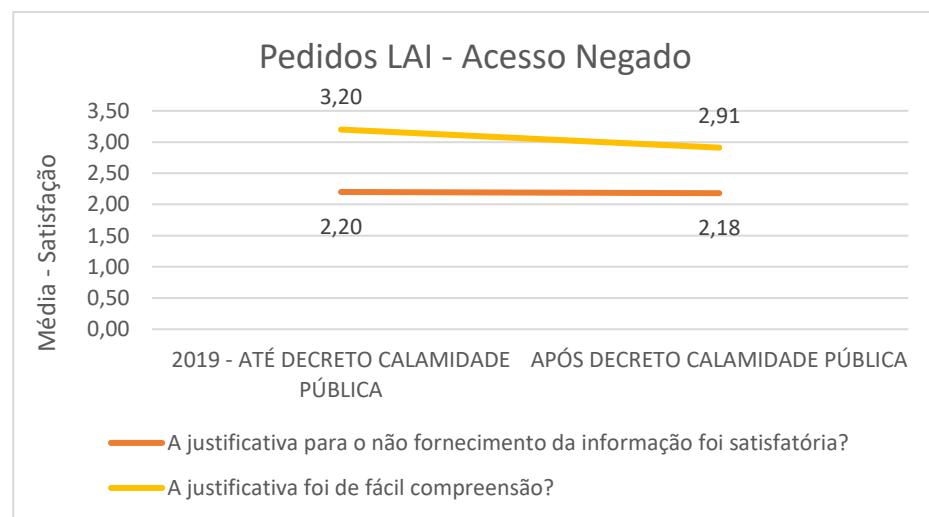 Pedidos LAI - Acesso Negado
3,20
2,91
3,50
3,00
2,50
2,00
1,50
1,00
0,50
0,00
Média - Satisfação
2,20
2,18
2019 - ATÉ DECRETO CALAMIDADE
PÚBLICA
APÓS DECRETO CALAMIDADE PÚBLICA
A justificativa para o não fornecimento da informação foi satisfatória?
A justificativa foi de fácil compreensão?